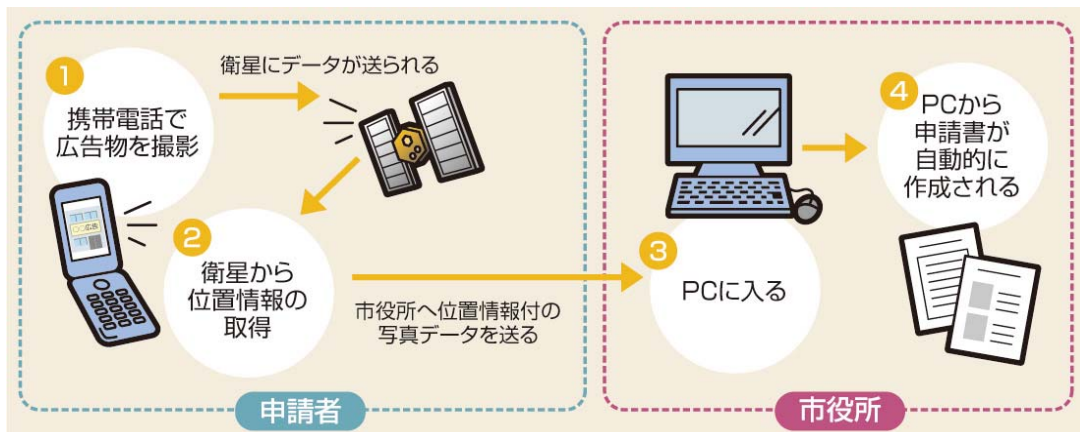 1
携帯電話で
広告物を撮影
衛星にデータが送られる
2
衛星から
位置情報の
取得
市役所へ位置情報付の
写真データを送る
申請者
3
PCに入る
4
PCから
申請書が
自動的に
作成される
市役所